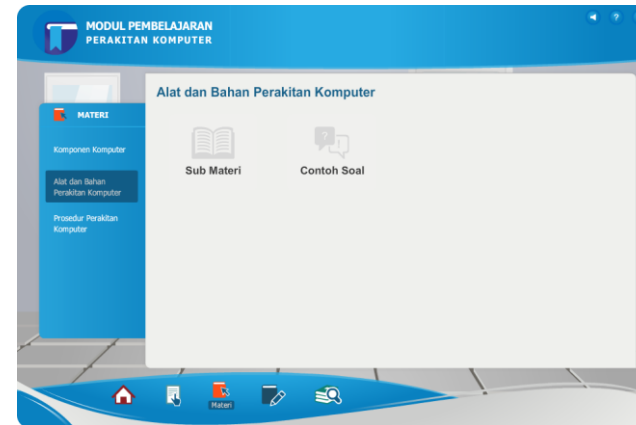 MODUL PEMBELAJARAN
PERAKITAN KOMPUTER
Alat dan Bahan Perakitan Komputer
MATERI
Komponen Komputer
Alat dan Bahan
Perakitan Komputer
Prosedur Perakitan
Komputer
Sub Materi
Contoh Soal
Materi